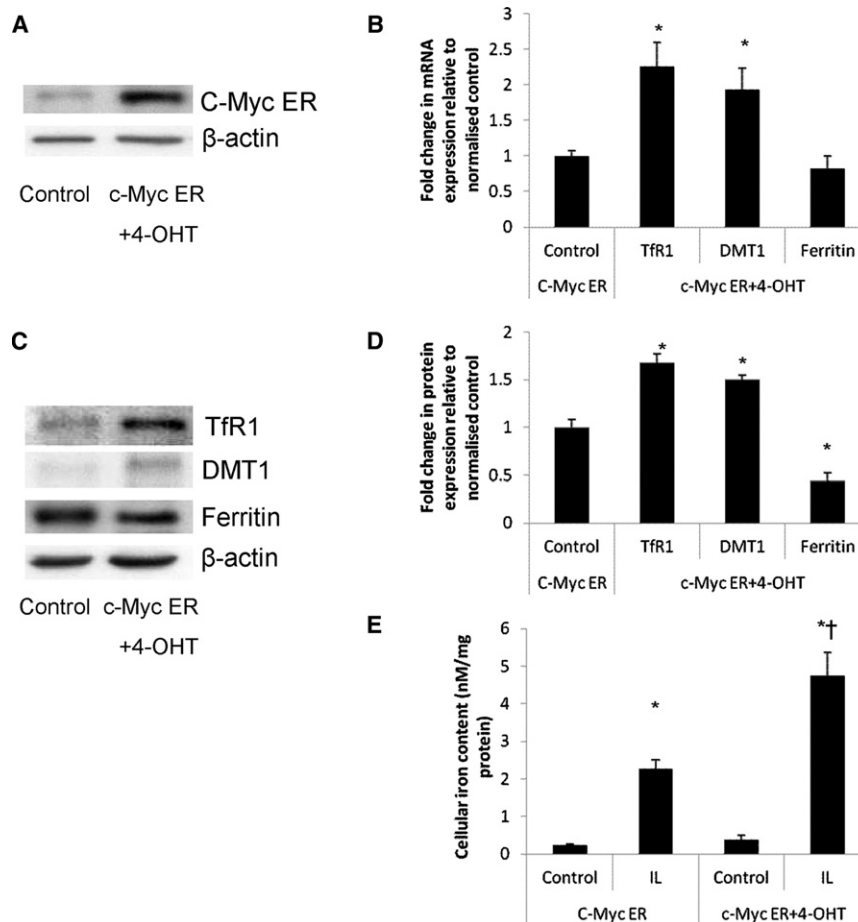 A
C-Myc ER
β-actin
Control c-Myc ER
+4-OHT
B
Fold change in mRNA
expression relative to
normalised control
3
2.5
2
1.5
1
0.5
0
*
*
Control TfR1 DMT1 Ferritin
C-Myc ER c-Myc ER+4-OHT
C
TfR1
DMT1
Ferritin
β-actin
Control c-Myc ER
+4-OHT
D
Fold change in protein
expression relative to
normalised control
2
1.5
1
0.5
0
*
*
*
Control TfR1 DMT1 Ferritin
C-Myc ER c-Myc ER+4-OHT
E
Cellular iron content (nM/mg
protein)
6
5
4
3
2
1
0
*
*†
Control IL Control IL
C-Myc ER c-Myc ER+4-OHT